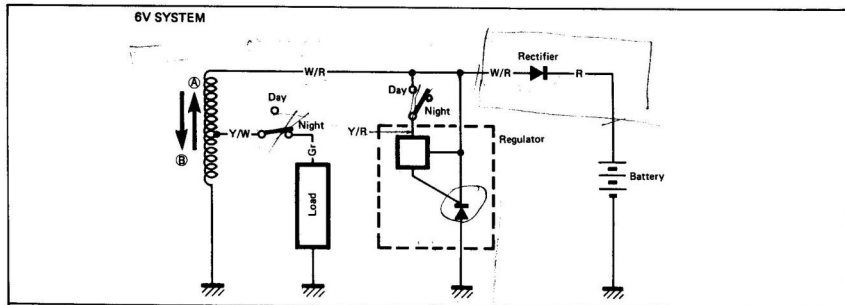 6V SYSTEM
W/R
W/R
Rectifier
R
Day
Night
Y/W
Gr
Load
Day
Night
Y/R
Regulator
Battery
A
B